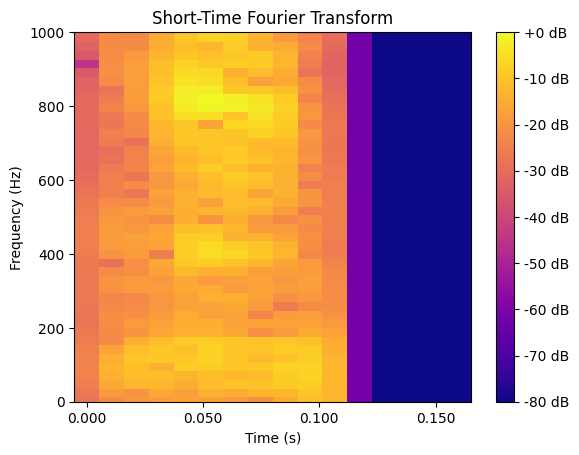 Short-Time Fourier Transform
1000
800
600
400
200
0
Frequency (Hz)
0.000
0.050
0.100
0.150
Time (s)
+0 dB
-10 dB
-20 dB
-30 dB
-40 dB
-50 dB
-60 dB
-70 dB
-80 dB